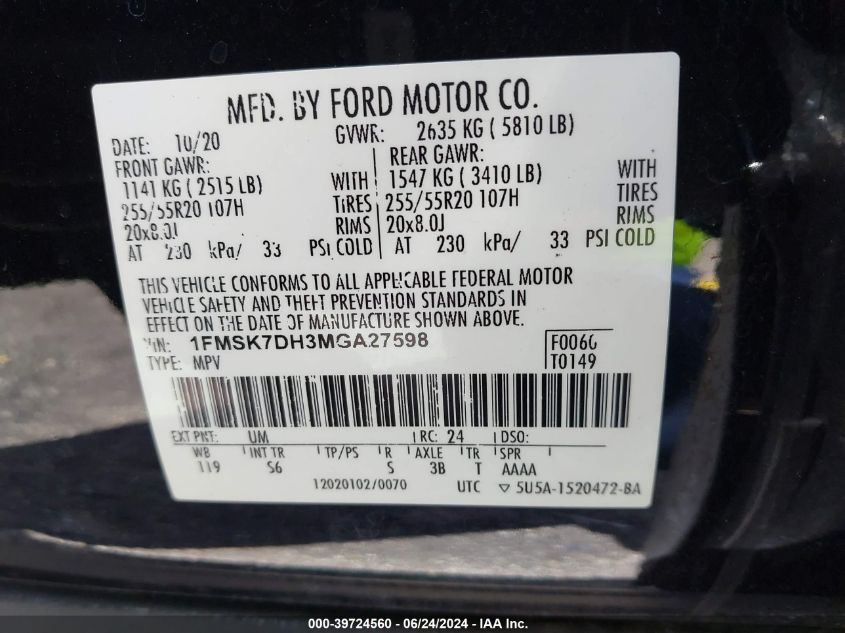 MFD. BY FORD MOTOR CO.
DATE: 10/20 GVWR: 2635 KG ( 5810 LB)
FRONT GAWR: REAR GAWR:
1141 KG ( 2515 LB) WITH 1547 KG ( 3410 LB) WITH
255/55R20 107H TIRES 255/55R20 107H TIRES
20x8.0J RIMS 20x8.0J RIMS
AT 230 kPa/ 33 PSI COLD AT 230 kPa/ 33 PSI COLD
THIS VEHICLE CONFORMS TO ALL APPLICABLE FEDERAL MOTOR
VEHICLE SAFETY AND THEFT PREVENTION STANDARDS IN
EFFECT ON THE DATE OF MANUFACTURE SHOWN ABOVE.
VIN: 1FMSK7DH3MGA27598 F0060
TYPE: MPV T0149
EXT PNT: UM RC: 24 DSO:
WB INT TR TP/PS R AXLE TR SPR
119 S6 S 3B T AAAA
12020102/0070 UTC ▽ 5U5A-1520472-BA
000-39724560 - 06/24/2024 - IAA Inc.